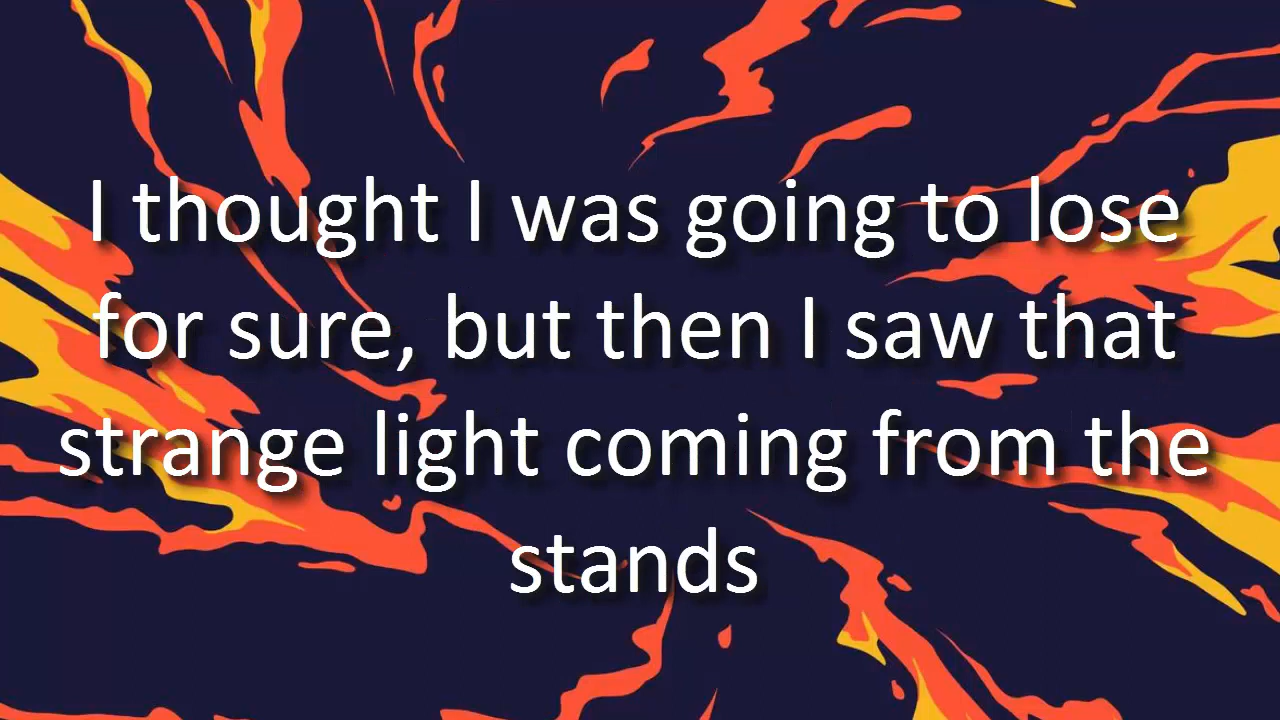 I thought I was going to lose
for sure, but then I saw that
strange light coming from the
stands